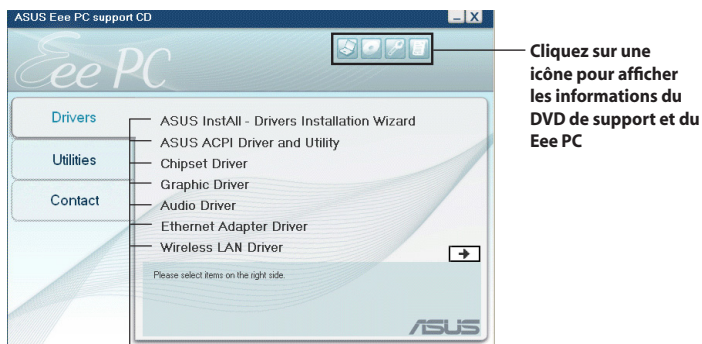 ASUS Eee PC support CD
Eee PC
Cliquez sur une
icône pour afficher
les informations du
DVD de support et du
Eee PC
Drivers
Utilities
Contact
ASUS InstAll - Drivers Installation Wizard
ASUS ACPI Driver and Utility
Chipset Driver
Graphic Driver
Audio Driver
Ethernet Adapter Driver
Wireless LAN Driver
Please select items on the right side.
ASUS